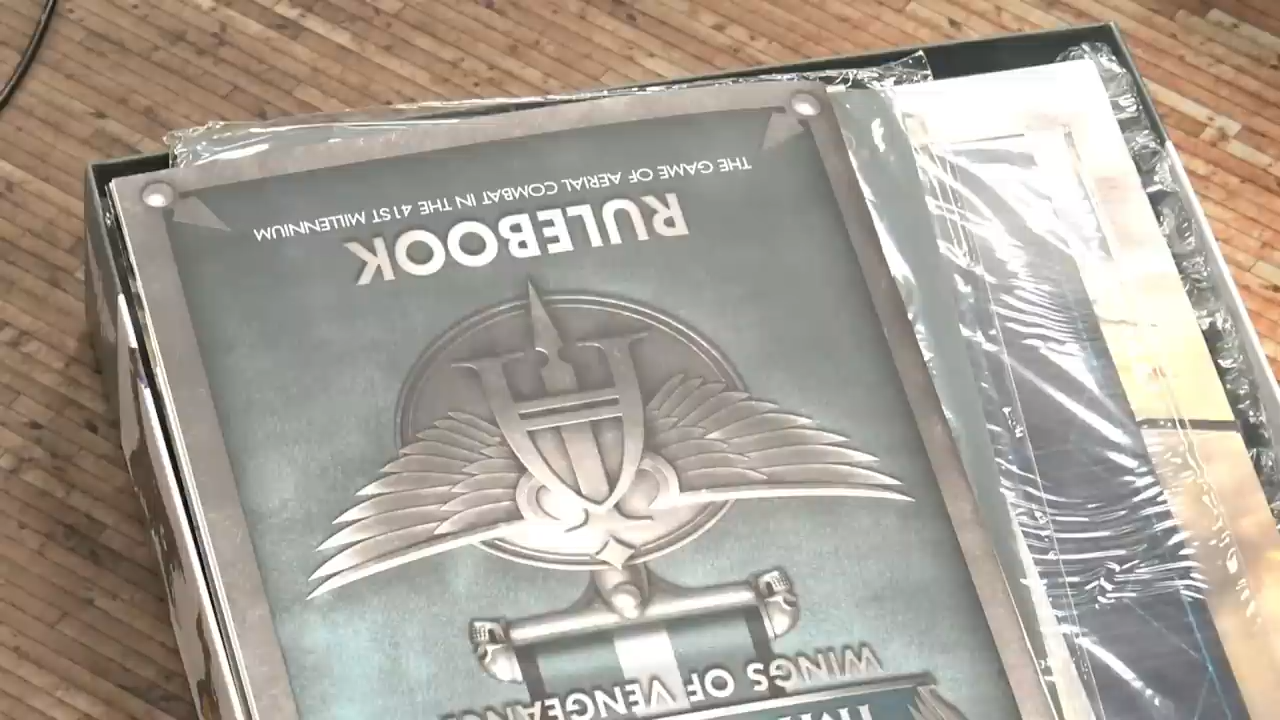 WINGS OF VENGEANCE
RULEBOOK
THE GAME OF AERIAL COMBAT IN THE 41ST MILLENNIUM